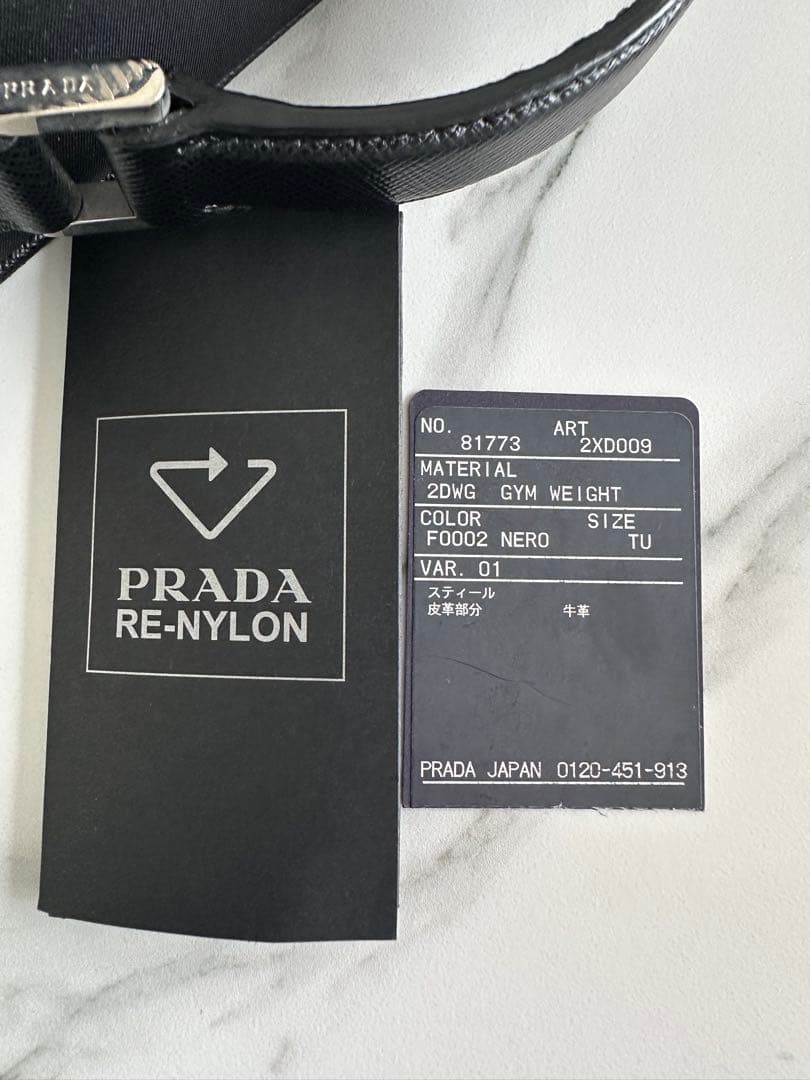 PRADA
PRADA
RE-NYLON
NO. ART
81773 2XD009
MATERIAL
2DWG GYM WEIGHT
COLOR SIZE
F0002 NERO TU
VAR. 01
スティール
皮革部分 牛革
PRADA JAPAN 0120-451-913